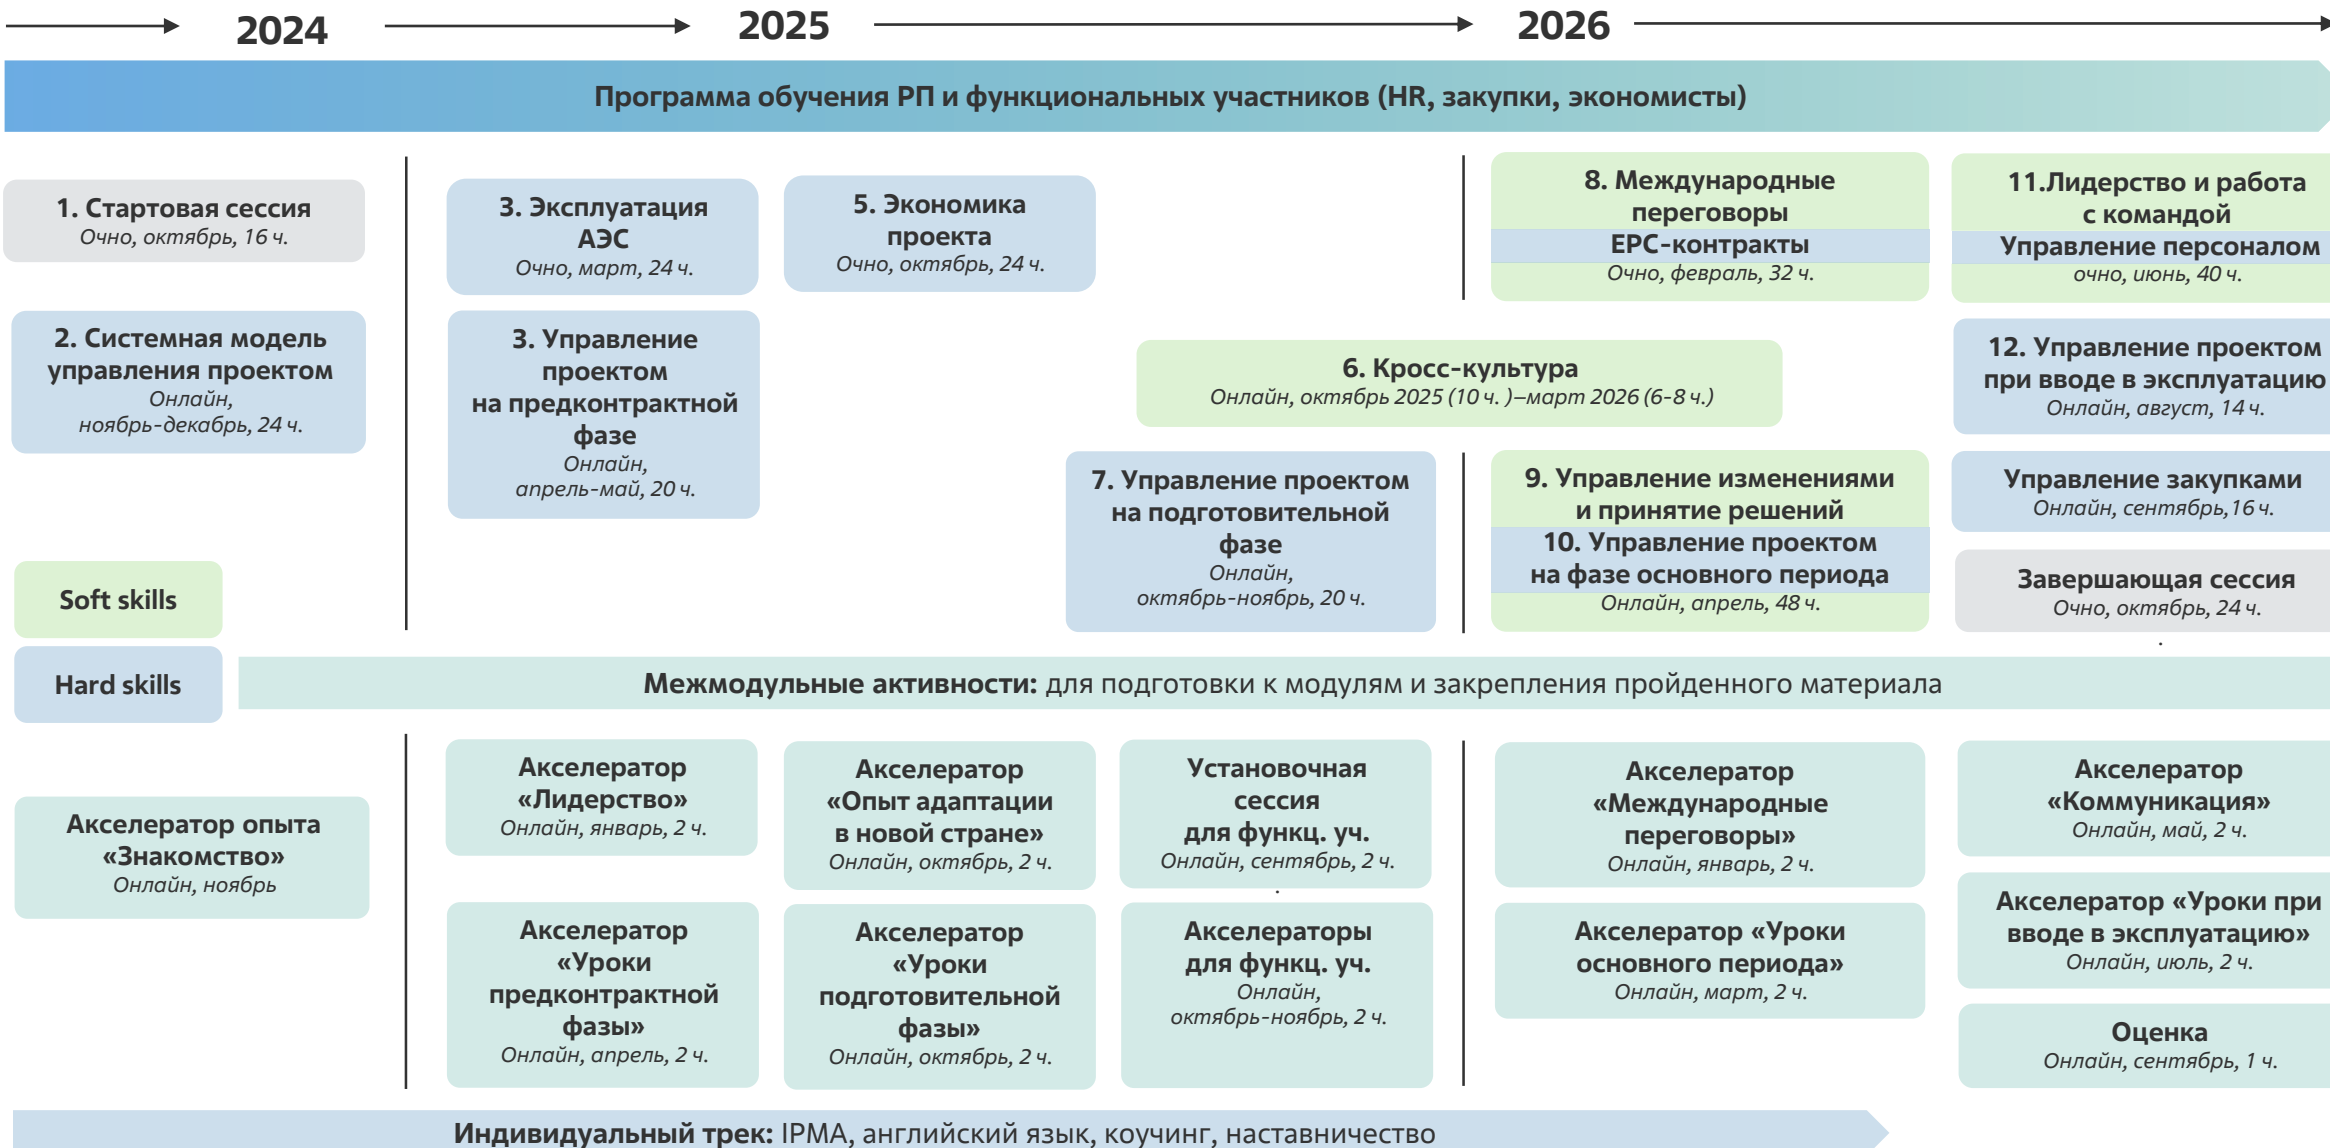 2024
2025
2026
Программа обучения РП и функциональных участников (HR, закупки, экономисты)
1. Стартовая сессия
Очно, октябрь, 16 ч.
2. Системная модель
управления проектом
Онлайн,
ноябрь-декабрь, 24 ч.
3. Эксплуатация
АЭС
Очно, март, 24 ч.
3. Управление
проектом
на предконтрактной
фазе
Онлайн,
апрель-май, 20 ч.
5. Экономика
проекта
Очно, октябрь, 24 ч.
6. Кросс-культура
Онлайн, октябрь 2025 (10 ч. )–март 2026 (6-8 ч.)
7. Управление проектом
на подготовительной
фазе
Онлайн,
октябрь-ноябрь, 20 ч.
8. Международные
переговоры
EPC-контракты
Очно, февраль, 32 ч.
9. Управление изменениями
и принятие решений
10. Управление проектом
на фазе основного периода
Онлайн, апрель, 48 ч.
11.Лидерство и работа
с командой
Управление персоналом
очно, июнь, 40 ч.
12. Управление проектом
при вводе в эксплуатацию
Онлайн, август, 14 ч.
Управление закупками
Онлайн, сентябрь,16 ч.
Завершающая сессия
Очно, октябрь, 24 ч.
.
Soft skills
Hard skills
Межмодульные активности: для подготовки к модулям и закрепления пройденного материала
Акселератор опыта
«Знакомство»
Онлайн, ноябрь
Акселератор
«Лидерство»
Онлайн, январь, 2 ч.
Акселератор
«Уроки
предконтрактной
фазы»
Онлайн, апрель, 2 ч.
Акселератор
«Опыт адаптации
в новой стране»
Онлайн, октябрь, 2 ч.
Акселератор
«Уроки
подготовительной
фазы»
Онлайн, октябрь, 2 ч.
Установочная
сессия
для функц. уч.
Онлайн, сентябрь, 2 ч.
.
Акселераторы
для функц. уч.
Онлайн,
октябрь-ноябрь, 2 ч.
Акселератор
«Международные
переговоры»
Онлайн, январь, 2 ч.
Акселератор «Уроки
основного периода»
Онлайн, март, 2 ч.
Акселератор
«Коммуникация»
Онлайн, май, 2 ч.
Акселератор «Уроки при
вводе в эксплуатацию»
Онлайн, июль, 2 ч.
Оценка
Онлайн, сентябрь, 1 ч.
Индивидуальный трек: IPMA, английский язык, коучинг, наставничество